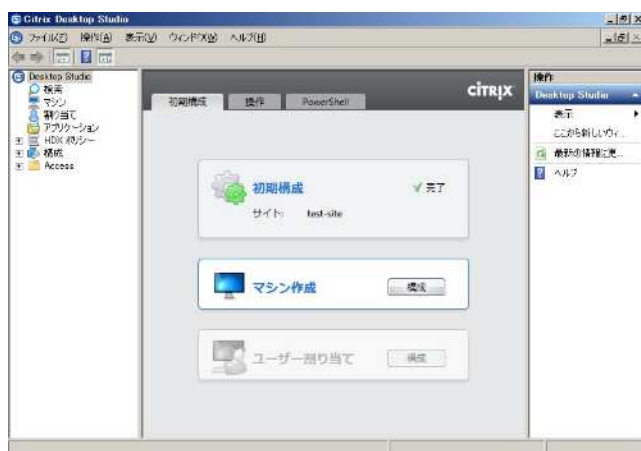 Citrix Desktop Studio
ファイル(F) 操作(A) 表示(V) ウィンドウ(W) ヘルプ(H)
Desktop Studio
検索
マシン
割り当て
アプリケーション
HDX ポリシー
構成
Access
初期構成 操作 PowerShell
CITRIX
初期構成 完了
サイト: test-site
マシン作成 構成
ユーザー割り当て 構成
操作
Desktop Studio
表示
ここから新しいウィ...
最新の情報に更...
ヘルプ